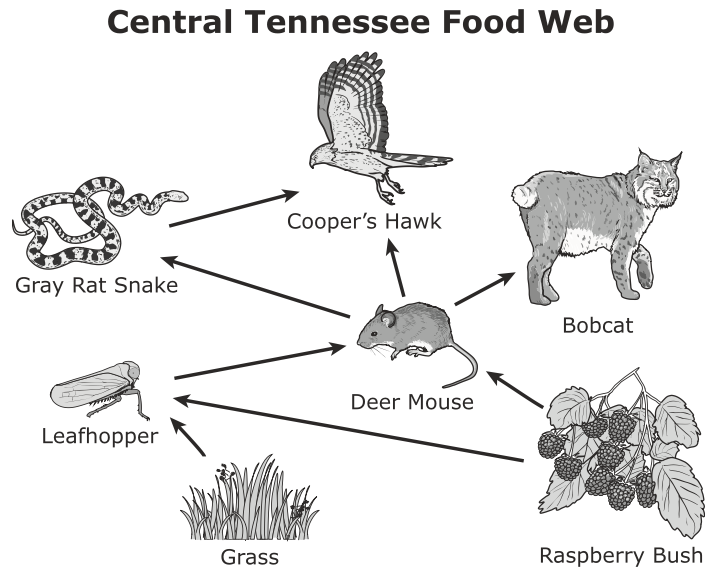 Central Tennessee Food Web
Cooper's Hawk
Gray Rat Snake
Bobcat
Deer Mouse
Leafhopper
Grass
Raspberry Bush